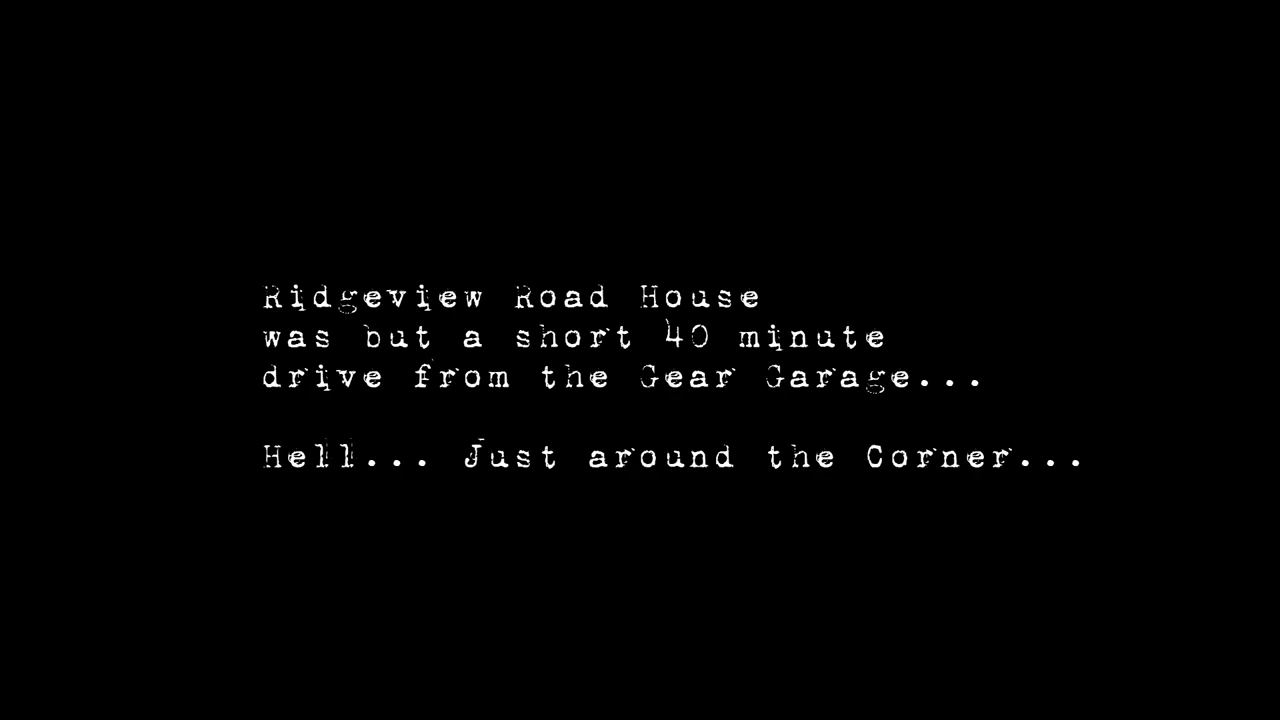 Ridgeview Road House
was but a short 40 minute
drive from the Gear Garage...
Hell... Just around the Corner...